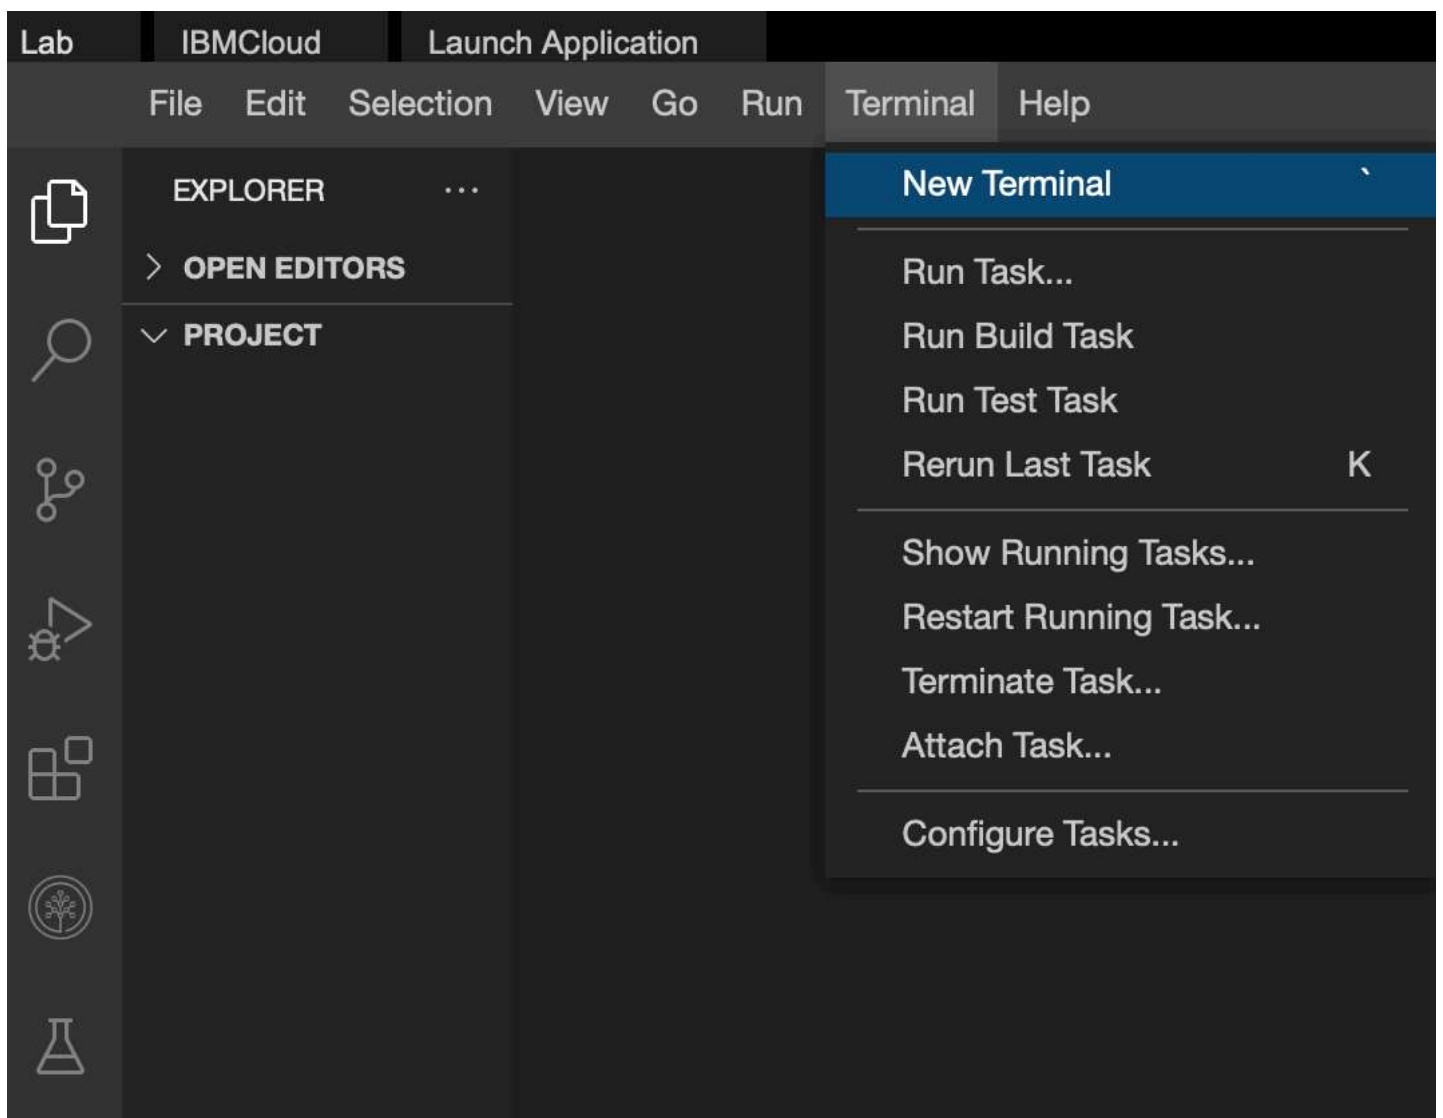 Lab IBMCloud Launch Application
File Edit Selection View Go Run Terminal Help
EXPLORER ...
OPEN EDITORS
PROJECT
New Terminal `
Run Task...
Run Build Task
Run Test Task
Rerun Last Task K
Show Running Tasks...
Restart Running Task...
Terminate Task...
Attach Task...
Configure Tasks...